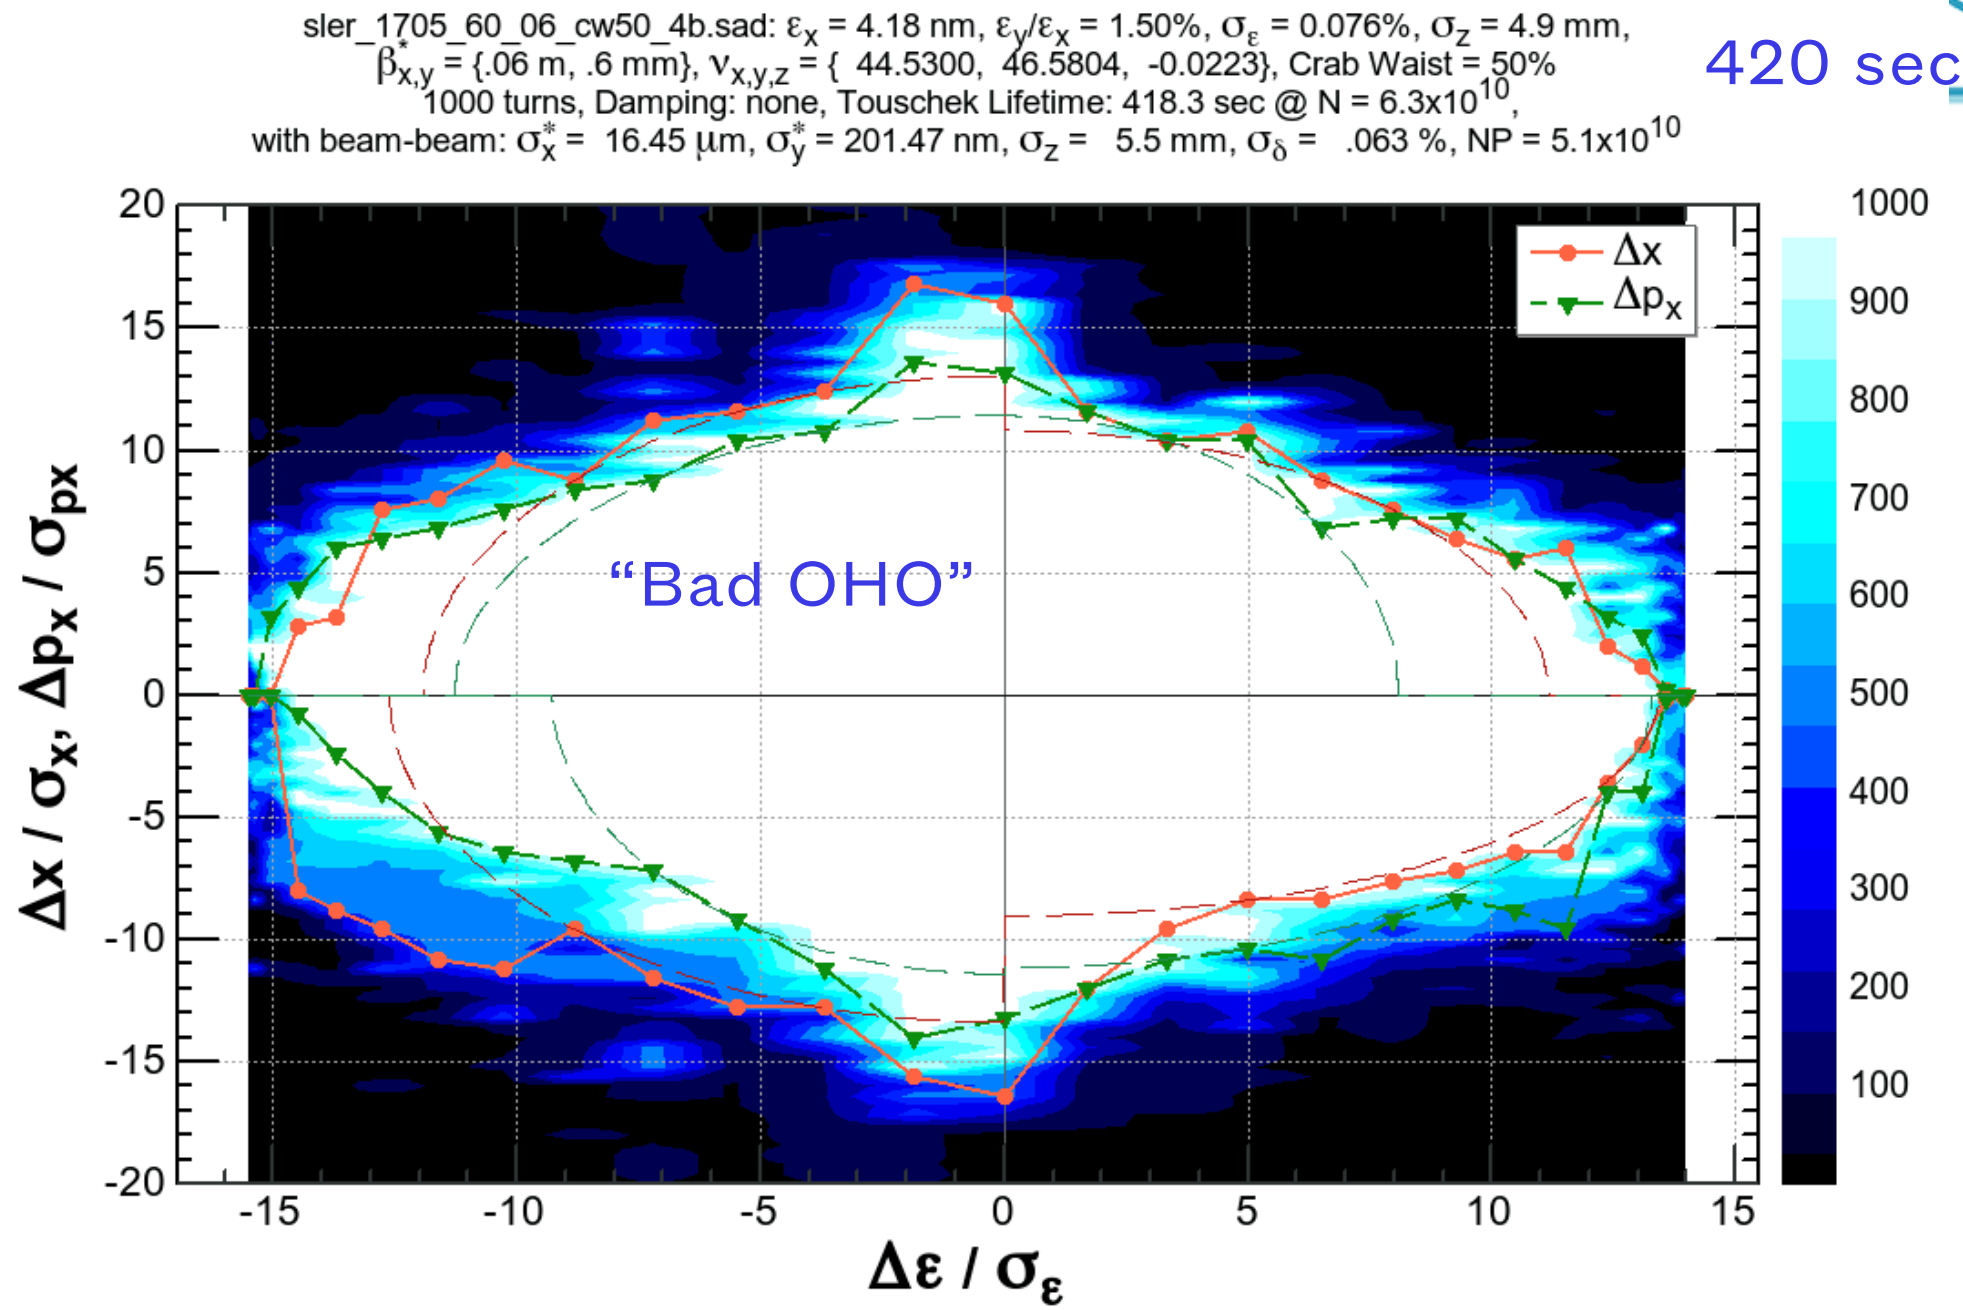 sler_1705_60_06_cw50_4b.sad: εx = 4.18 nm, εy/εx = 1.50%, σε = 0.076%, σz = 4.9 mm,
β*x,y = {.06 m, .6 mm}, νx,y,z = { 44.5300, 46.5804, -0.0223}, Crab Waist = 50%
420 sec
1000 turns, Damping: none, Touschek Lifetime: 418.3 sec @ N = 6.3x10^10,
with beam-beam: σ*x = 16.45 μm, σ*y = 201.47 nm, σz = 5.5 mm, σδ = .063 %, NP = 5.1x10^10
Δx / σx, Δpx / σpx
20
15
10
5
0
-5
-10
-15
-20
Δx
Δpx
“Bad OHO”
1000
900
800
700
600
500
400
300
200
100
-15 -10 -5 0 5 10 15
Δε / σε